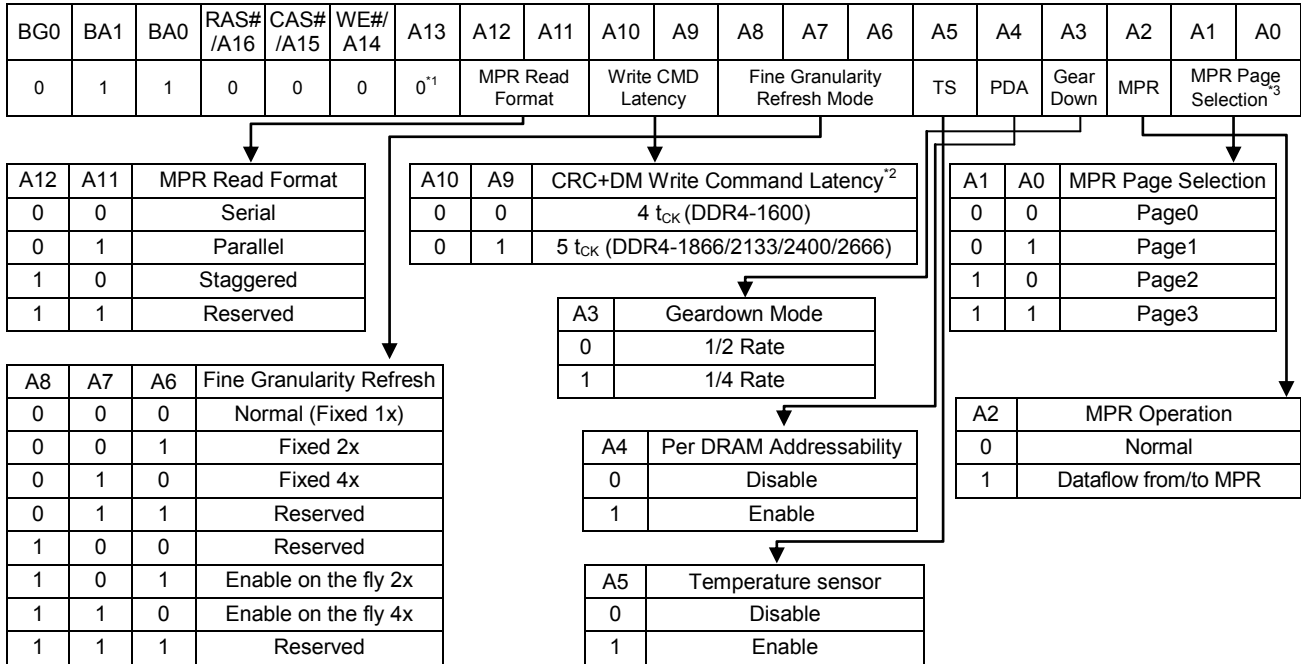 BG0 BA1 BA0 RAS#/A16 CAS#/A15 WE#/A14 A13 A12 A11 A10 A9 A8 A7 A6 A5 A4 A3 A2 A1 A0
0 1 1 0 0 0 0*1 MPR Read Format Write CMD Latency Fine Granularity Refresh Mode TS PDA Gear Down MPR MPR Page Selection*3
A12 A11 MPR Read Format
0 0 Serial
0 1 Parallel
1 0 Staggered
1 1 Reserved
A10 A9 CRC+DM Write Command Latency*2
0 0 4 tCK (DDR4-1600)
0 1 5 tCK (DDR4-1866/2133/2400/2666)
A1 A0 MPR Page Selection
0 0 Page0
0 1 Page1
1 0 Page2
1 1 Page3
A3 Geardown Mode
0 1/2 Rate
1 1/4 Rate
A8 A7 A6 Fine Granularity Refresh
0 0 0 Normal (Fixed 1x)
0 0 1 Fixed 2x
0 1 0 Fixed 4x
0 1 1 Reserved
1 0 0 Reserved
1 0 1 Enable on the fly 2x
1 1 0 Enable on the fly 4x
1 1 1 Reserved
A4 Per DRAM Addressability
0 Disable
1 Enable
A2 MPR Operation
0 Normal
1 Dataflow from/to MPR
A5 Temperature sensor
0 Disable
1 Enable